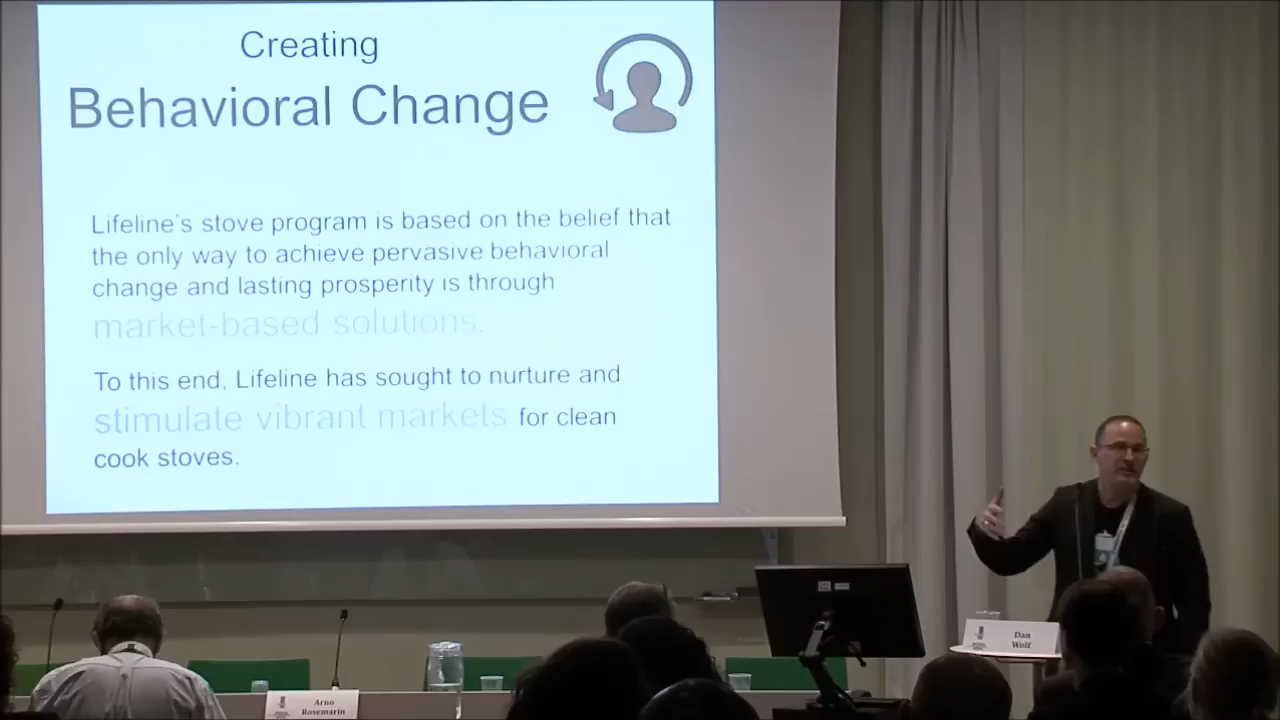 Creating
Behavioral Change
Lifeline's stove program is based on the belief that
the only way to achieve pervasive behavioral
change and lasting prosperity is through
market-based solutions.
To this end, Lifeline has sought to nurture and
stimulate vibrant markets for clean
cook stoves.
Dan
Wolf
Arno
Rosemarin